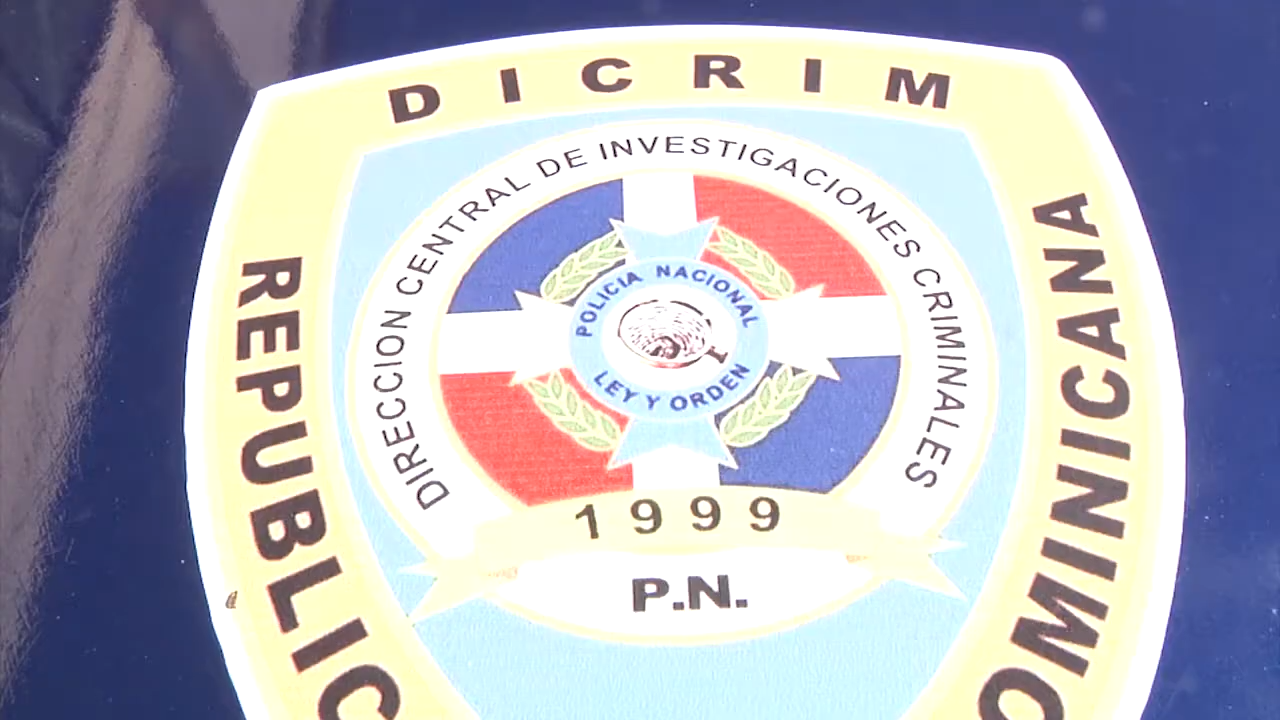 DICRIM
DIRECCION CENTRAL DE INVESTIGACIONES CRIMINALES
REPUBLIC
OMINICANA
POLICIA NACIONAL
LEY Y ORDEN
1999
P.N.